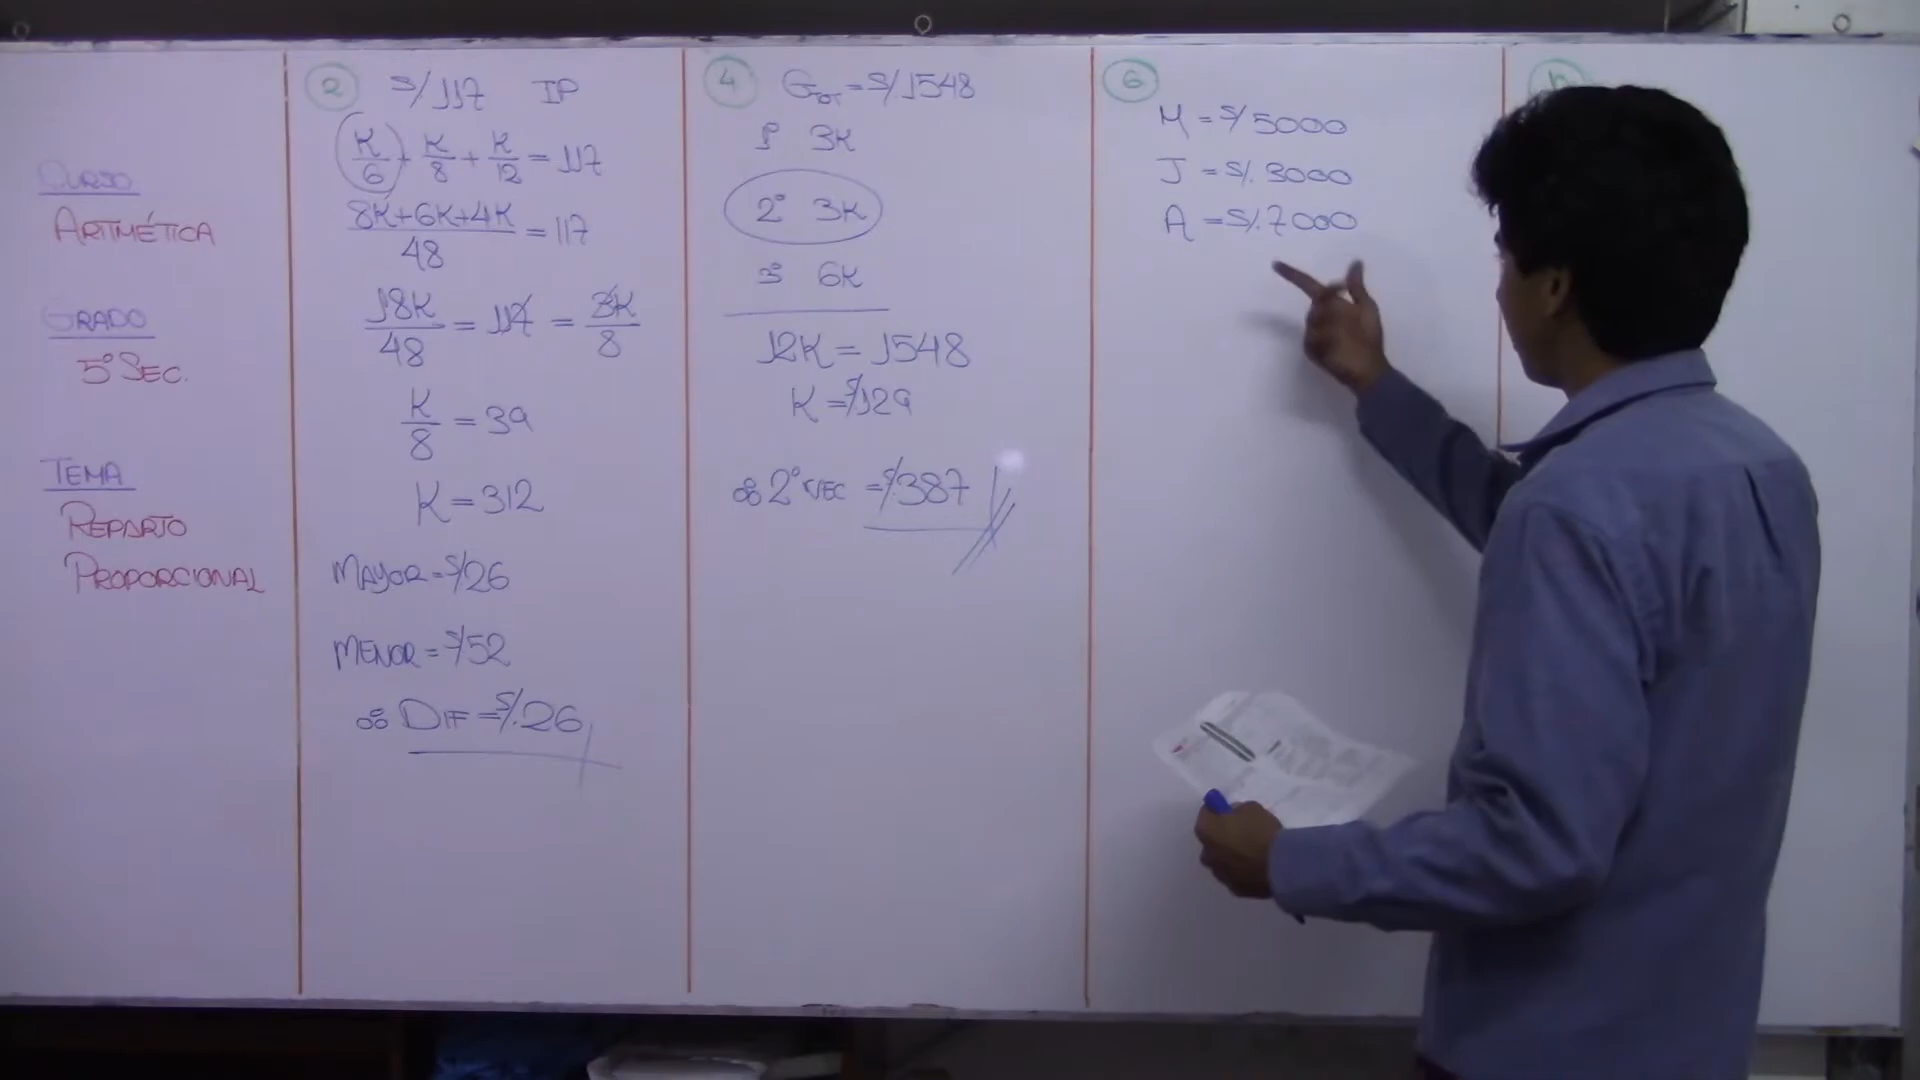 CURSO
ARITMÉTICA
GRADO
5° SEC.
TEMA
REPARTO
PROPORCIONAL
2 S/117 IP
K/6 + K/8 + K/12 = 117
8K+6K+4K/48 = 117
18K/48 = 117 = 3K/8
K/8 = 39
K = 312
MAYOR = S/26
MENOR = S/52
∴ DIF = S/.26
4 GTOT = S/1548
1° 3K
2° 3K
3° 6K
12K = 1548
K = S/129
∴ 2° SEC = S/.387
6
M = S/5000
J = S/.3000
A = S/.7000